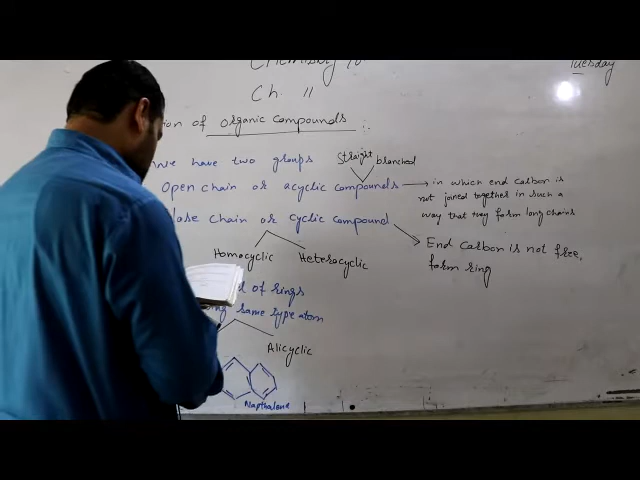 Chemistry 10
Tuesday
Ch. 11
tion of organic compounds :.
We have two groups
Straight branched
Open chain or acyclic compounds → in which end carbon is
not joined together in such a
way that they form long chains
lose chain or cyclic compound
End Carbon is not free,
form ring
Homocyclic Heterocyclic
d of rings
ng same type atom
Alicyclic
Napthalene